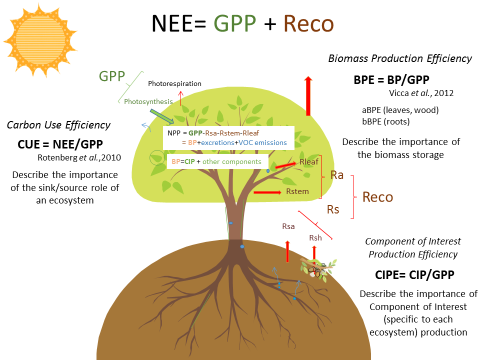 NEE= GPP + Reco
Biomass Production Efficiency
BPE = BP/GPP
Vicca et al., 2012
aBPE (leaves, wood)
bBPE (roots)
Describe the importance of
the biomass storage
GPP
Photorespiration
Photosynthesis
Carbon Use Efficiency
CUE = NEE/GPP
Rotenberg et al.,2010
Describe the importance
of the sink/source role of
an ecosystem
NPP = GPP-Rsa-Rstem-Rleaf
= BP+excretions+VOC emissions
BP=CIP + other components
Rleaf
Rstem
Ra
Rs
Reco
Rsa
Rsh
Component of Interest
Production Efficiency
CIPE= CIP/GPP
Describe the importance of
Component of Interest
(specific to each
ecosystem) production